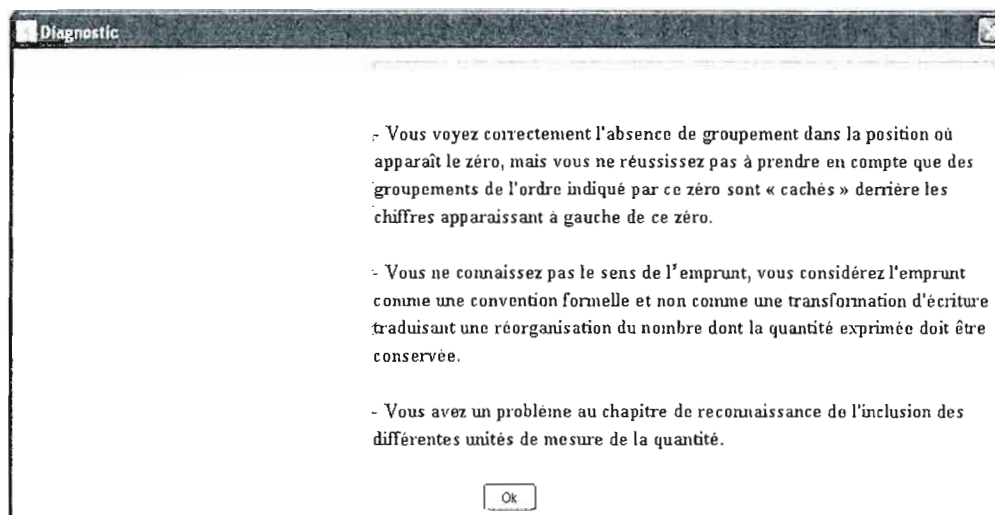 Diagnostic
- Vous voyez correctement l'absence de groupement dans la position où
apparaît le zéro, mais vous ne réussissez pas à prendre en compte que des
groupements de l'ordre indiqué par ce zéro sont « cachés » derrière les
chiffres apparaissant à gauche de ce zéro.
- Vous ne connaissez pas le sens de l'emprunt, vous considérez l'emprunt
comme une convention formelle et non comme une transformation d'écriture
traduisant une réorganisation du nombre dont la quantité exprimée doit être
conservée.
- Vous avez un problème au chapitre de reconnaissance de l'inclusion des
différentes unités de mesure de la quantité.
Ok